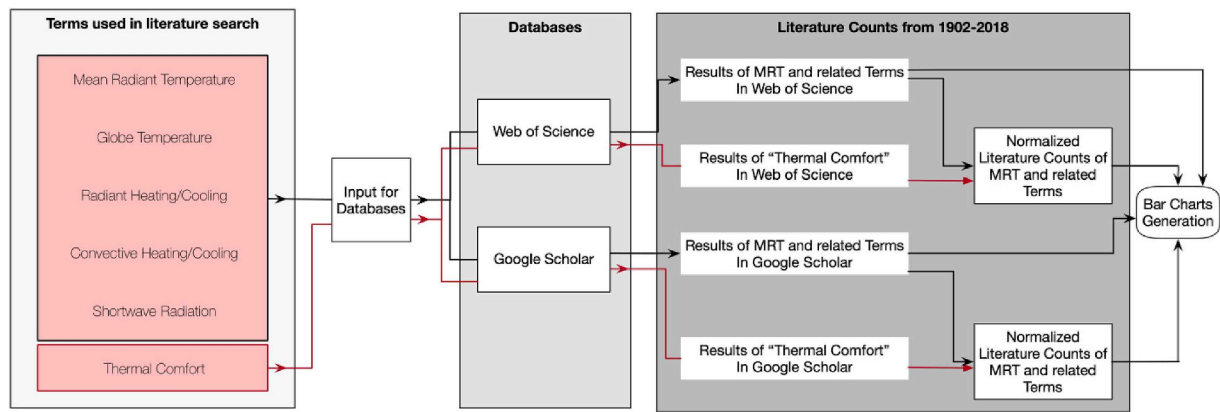 Terms used in literature search
Mean Radiant Temperature
Globe Temperature
Radiant Heating/Cooling
Convective Heating/Cooling
Shortwave Radiation
Thermal Comfort
Input for
Databases
Databases
Web of Science
Google Scholar
Literature Counts from 1902-2018
Results of MRT and related Terms
In Web of Science
Results of “Thermal Comfort”
In Web of Science
Normalized
Literature Counts of
MRT and related
Terms
Results of MRT and related Terms
In Google Scholar
Results of “Thermal Comfort”
In Google Scholar
Normalized
Literature Counts of
MRT and related
Terms
Bar Charts
Generation